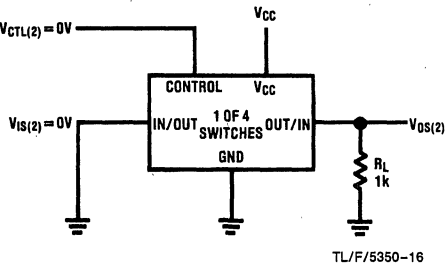 V_CTL(2) = 0V
V_CC
CONTROL
V_CC
V_IS(2) = 0V
IN/OUT
1 OF 4
SWITCHES
OUT/IN
V_OS(2)
GND
R_L
1k
TL/F/5350-16